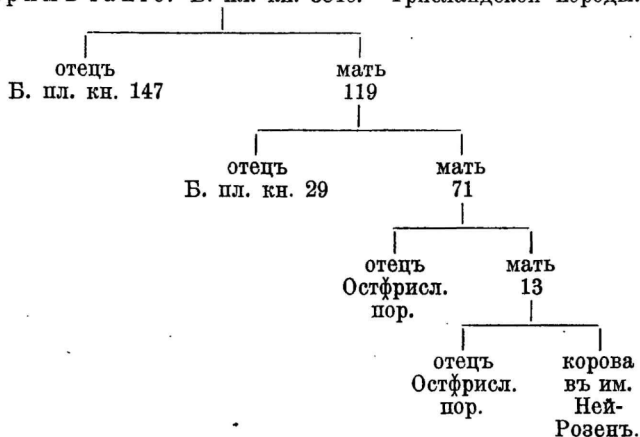 отецъ мать
Б. пл. кн. 147 119
отецъ мать
Б. пл. кн. 29 71
отецъ мать
Остфрисл. 13
пор.
отецъ корова
Остфрисл. въ им.
пор. Ней-
Розенъ.